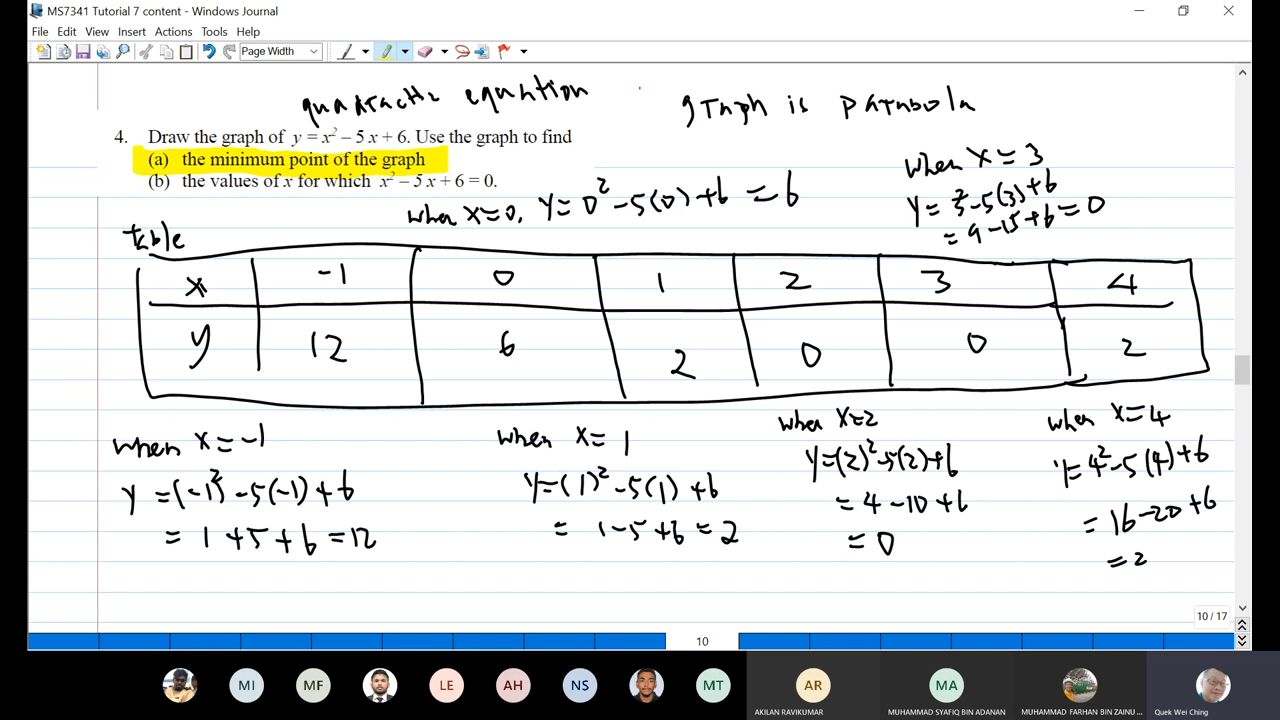 MS7341 Tutorial 7 content - Windows Journal
File Edit View Insert Actions Tools Help
Page Width
quadratic equation graph is parabola
4. Draw the graph of y = x² – 5 x + 6. Use the graph to find
(a) the minimum point of the graph
(b) the values of x for which x² – 5 x + 6 = 0.
when x=0, y=0²-5(0)+6 =6
when x=3
y=3²-5(3)+6
=9-15+6=0
table
x -1 0 1 2 3 4
y 12 6 2 0 0 2
when x=-1
y=(-1)²-5(-1)+6
=1+5+6=12
when x=1
y=(1)²-5(1)+6
=1-5+6=2
when x=2
y=(2)²-5(2)+6
=4-10+6
=0
when x=4
y=4²-5(4)+6
=16-20+6
=2
10 / 17
10
MI MF LE AH NS MT AR MA
AKILAN RAVIKUMAR MUHAMMAD SYAFIQ BIN ADANAN MUHAMMAD FARHAN BIN ZAINU ... Quek Wei Ching